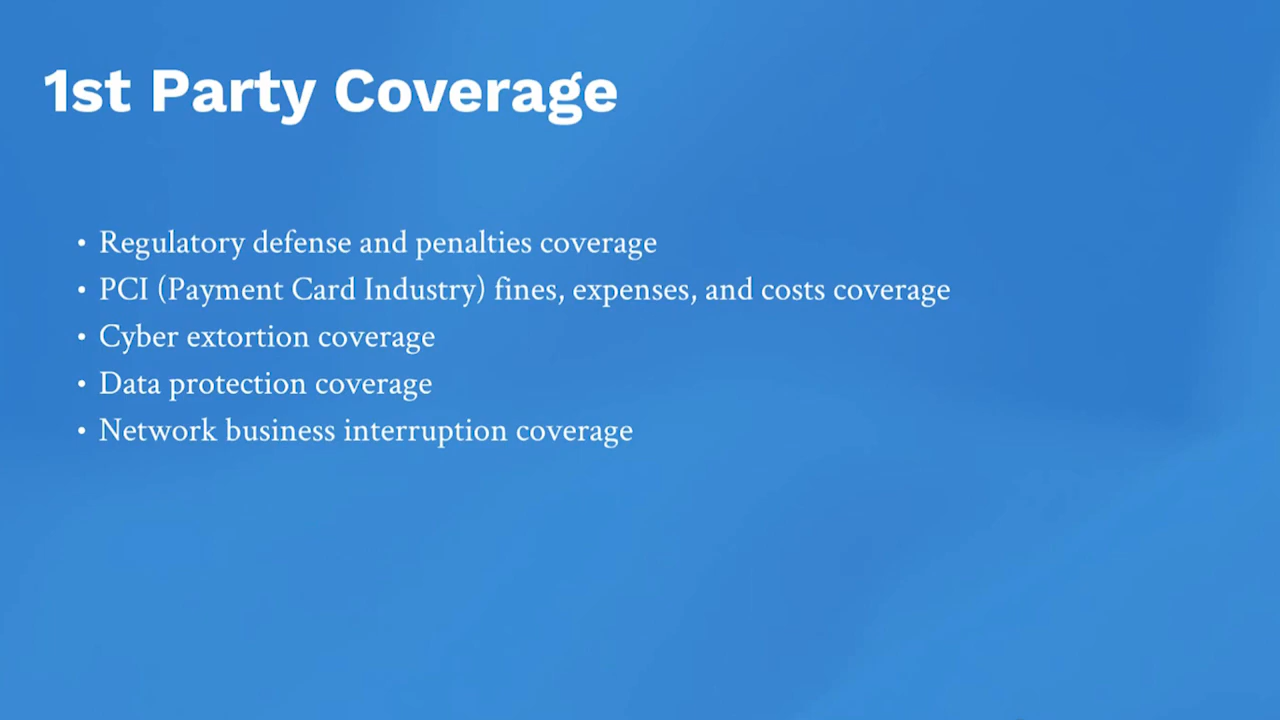 1st Party Coverage
• Regulatory defense and penalties coverage
• PCI (Payment Card Industry) fines, expenses, and costs coverage
• Cyber extortion coverage
• Data protection coverage
• Network business interruption coverage